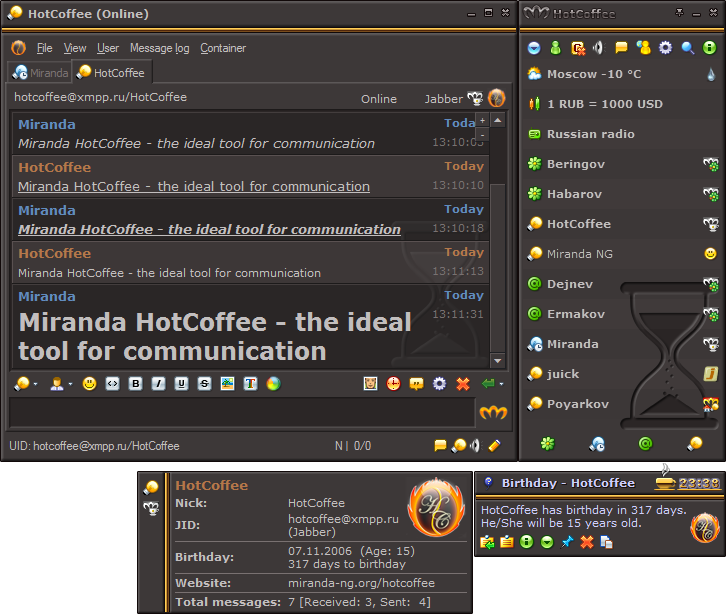 HotCoffee (Online)
File View User Message log Container
Miranda HotCoffee
hotcoffee@xmpp.ru/HotCoffee Online Jabber
Miranda Today
Miranda HotCoffee - the ideal tool for communication 13:10:03
HotCoffee Today
Miranda HotCoffee - the ideal tool for communication 13:10:10
Miranda Today
Miranda HotCoffee - the ideal tool for communication 13:10:18
HotCoffee Today
Miranda HotCoffee - the ideal tool for communication 13:11:13
Miranda Today
Miranda HotCoffee - the ideal 13:11:31
tool for communication
B I U S T
UID: hotcoffee@xmpp.ru/HotCoffee N | 0/0
HotCoffee
Moscow -10 °C
1 RUB = 1000 USD
Russian radio
Beringov
Habarov
HotCoffee
Miranda NG
Dejnev
Ermakov
Miranda
juick
Poyarkov
HotCoffee
Nick: HotCoffee
JID: hotcoffee@xmpp.ru
(Jabber)
Birthday: 07.11.2006 (Age: 15)
317 days to birthday
Website: miranda-ng.org/hotcoffee
Total messages: 7 [Received: 3, Sent: 4]
Birthday - HotCoffee 23:38
HotCoffee has birthday in 317 days.
He/She will be 15 years old.